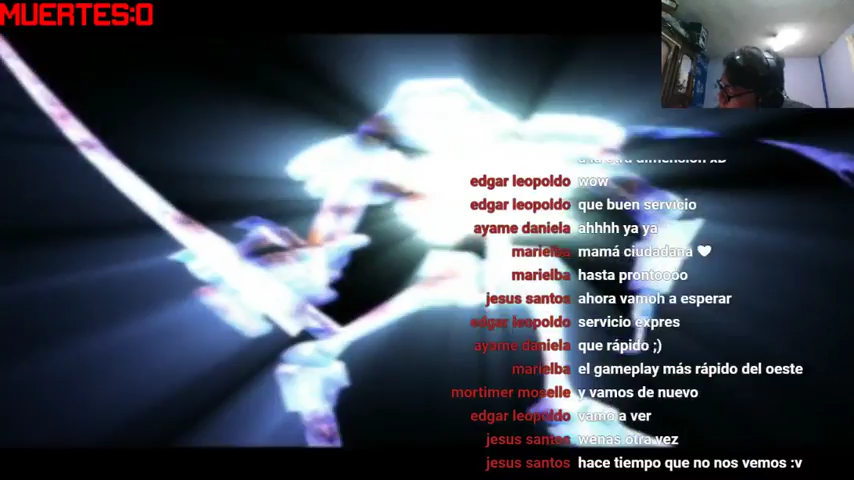 MUERTES:0
edgar leopoldo wow
edgar leopoldo que buen servicio
ayame daniela ahhhh ya ya
marielba mamá ciudadana 🤍
marielba hasta prontoooo
jesus santos ahora vamoh a esperar
edgar leopoldo servicio expres
ayame daniela que rápido ;)
marielba el gameplay más rápido del oeste
mortimer moselle y vamos de nuevo
edgar leopoldo vamo a ver
jesus santos wenas otra vez
jesus santos hace tiempo que no nos vemos :v